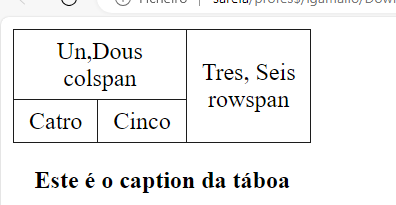 Un,Dous
colspan
Tres, Seis
rowspan
Catro
Cinco
Este é o caption da táboa